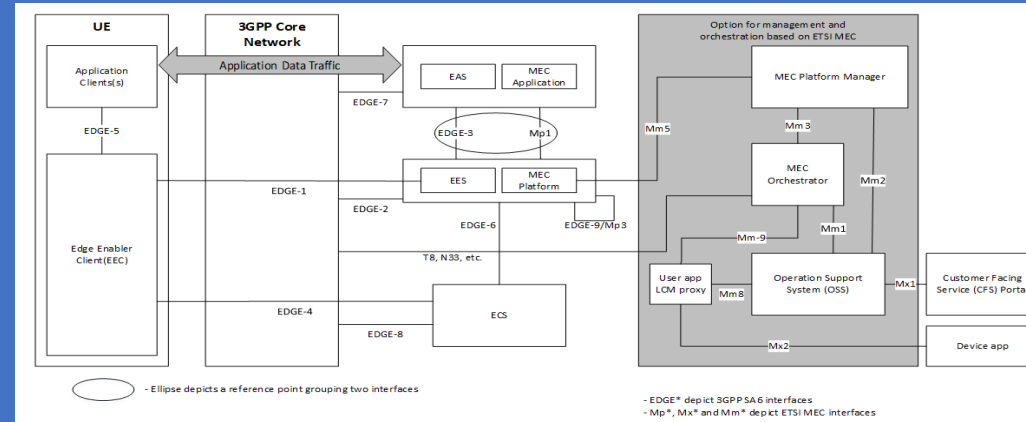 UE
3GPP Core
Network
Option for management and
orchestration based on ETSI MEC
Application
Clients(s)
Application Data Traffic
EAS
MEC
Application
MEC Platform Manager
EDGE-7
EDGE-5
EDGE-3
Mp1
Mm5
Mm3
EES
MEC
Platform
MEC
Orchestrator
Mm2
EDGE-1
EDGE-2
EDGE-6
EDGE-9/Mp3
Mm1
Mm-9
Edge Enabler
Client(EEC)
T8, N33, etc.
User app
LCM proxy
Mm8
Operation Support
System (OSS)
Mx1
Customer Facing
Service (CFS) Porta
EDGE-4
ECS
EDGE-8
Mx2
Device app
- Ellipse depicts a reference point grouping two interfaces
- EDGE* depict 3GPP SA6 interfaces
- Mp*, Mx* and Mm* depict ETSI MEC interfaces